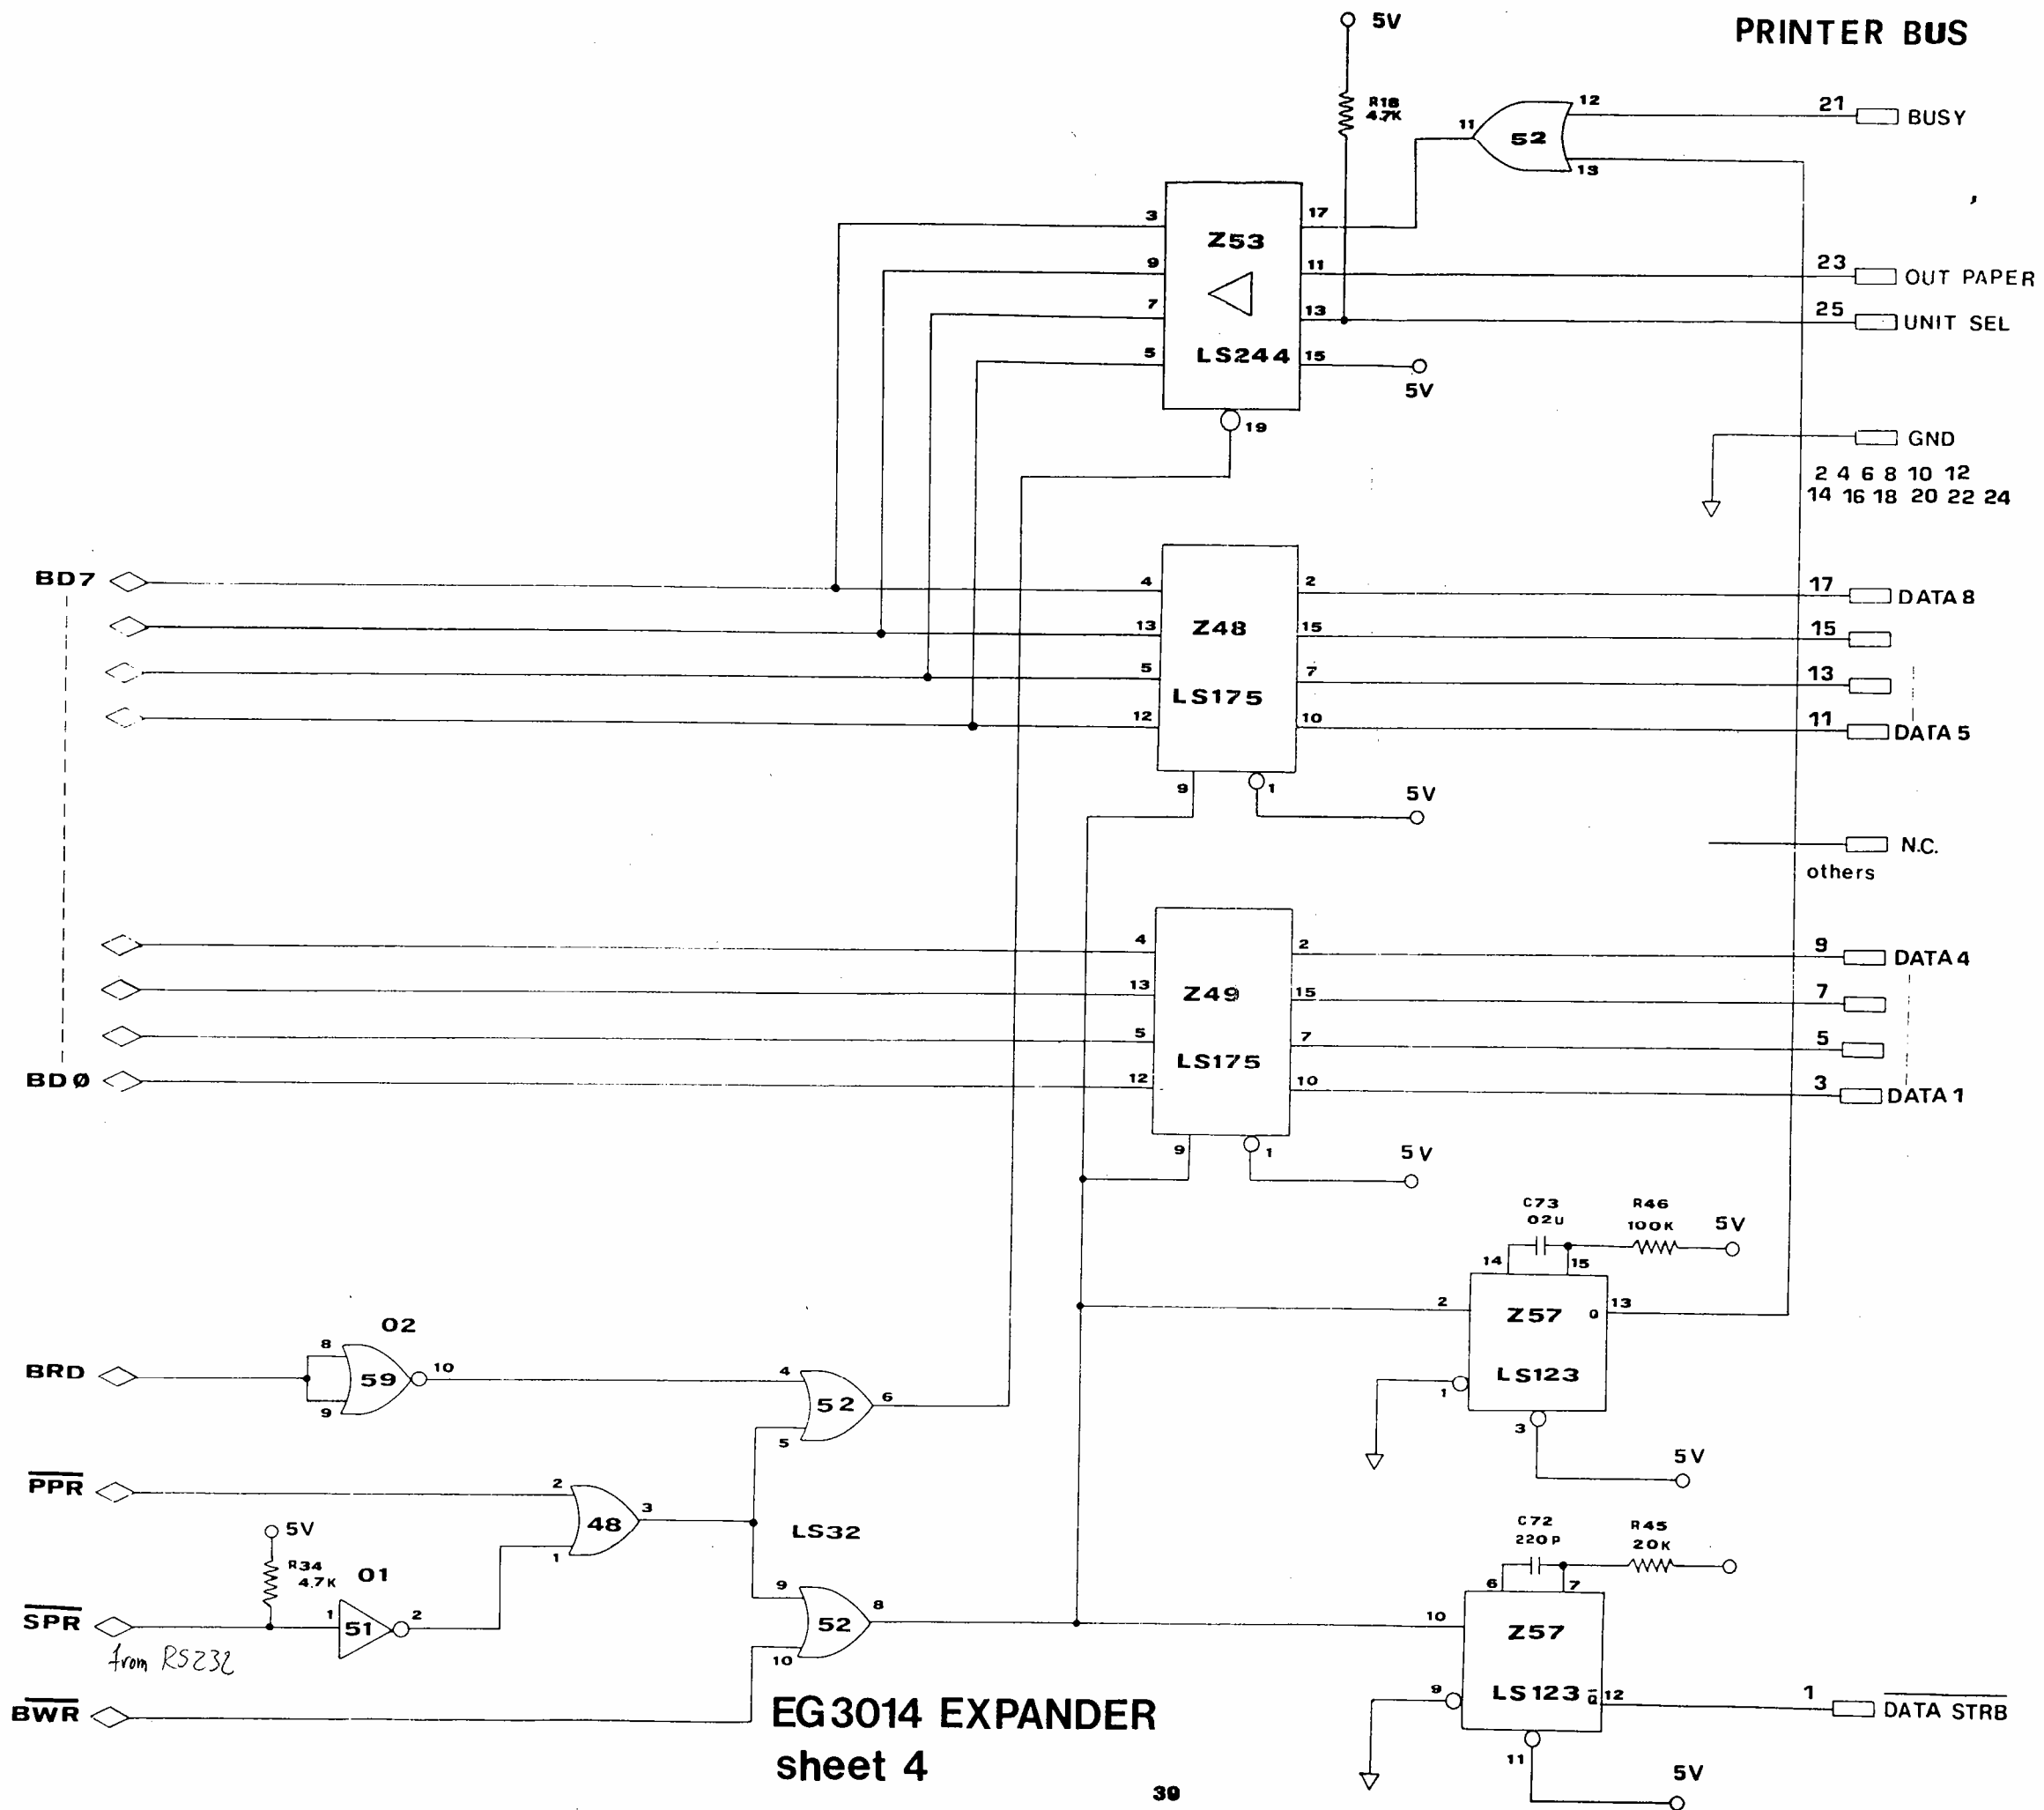 PRINTER BUS
5V
R18
4.7K
12
11
52
13
21
BUSY
3
Z53
17
9
11
23
OUT PAPER
7
13
25
UNIT SEL
5
LS244
15
5V
19
GND
2 4 6 8 10 12
14 16 18 20 22 24
BD7
4
2
17
DATA 8
13
Z48
15
15
5
7
13
LS175
12
10
11
DATA 5
9
1
5V
N.C.
others
4
2
9
DATA 4
13
Z49
15
7
5
7
5
LS175
BDØ
12
10
3
DATA 1
9
1
5V
C73
02U
R46
100K
5V
14
15
2
Z57
Q
13
LS123
1
3
5V
02
BRD
8
59
10
9
4
52
6
5
PPR
2
48
3
1
LS32
5V
R34
4.7K
01
SPR
1
51
2
from RS232
9
52
8
10
BWR
C72
220P
R45
20K
6
7
10
Z57
9
LS123
Q
12
1
DATA STRB
11
5V
EG3014 EXPANDER
sheet 4
39